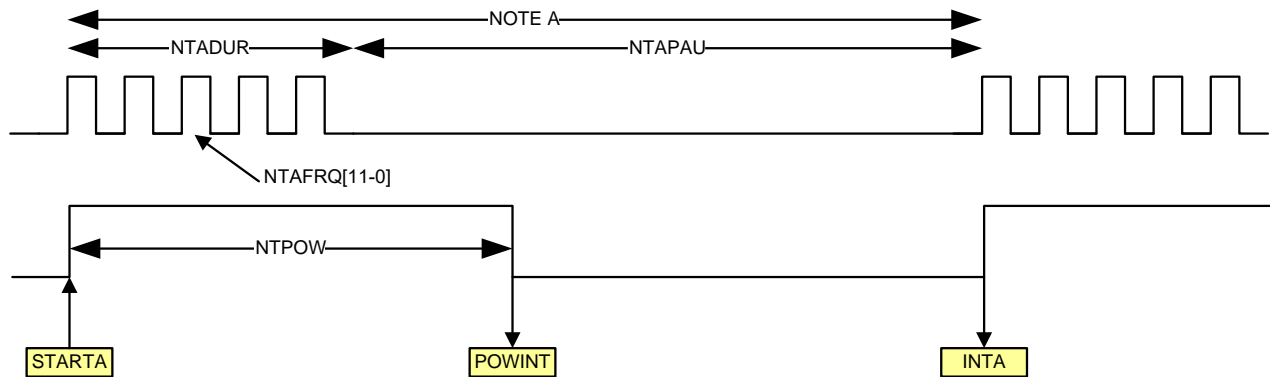 NOTE A
NTADUR
NTAPAU
NTAFRQ[11-0]
NTPOW
STARTA
POWINT
INTA